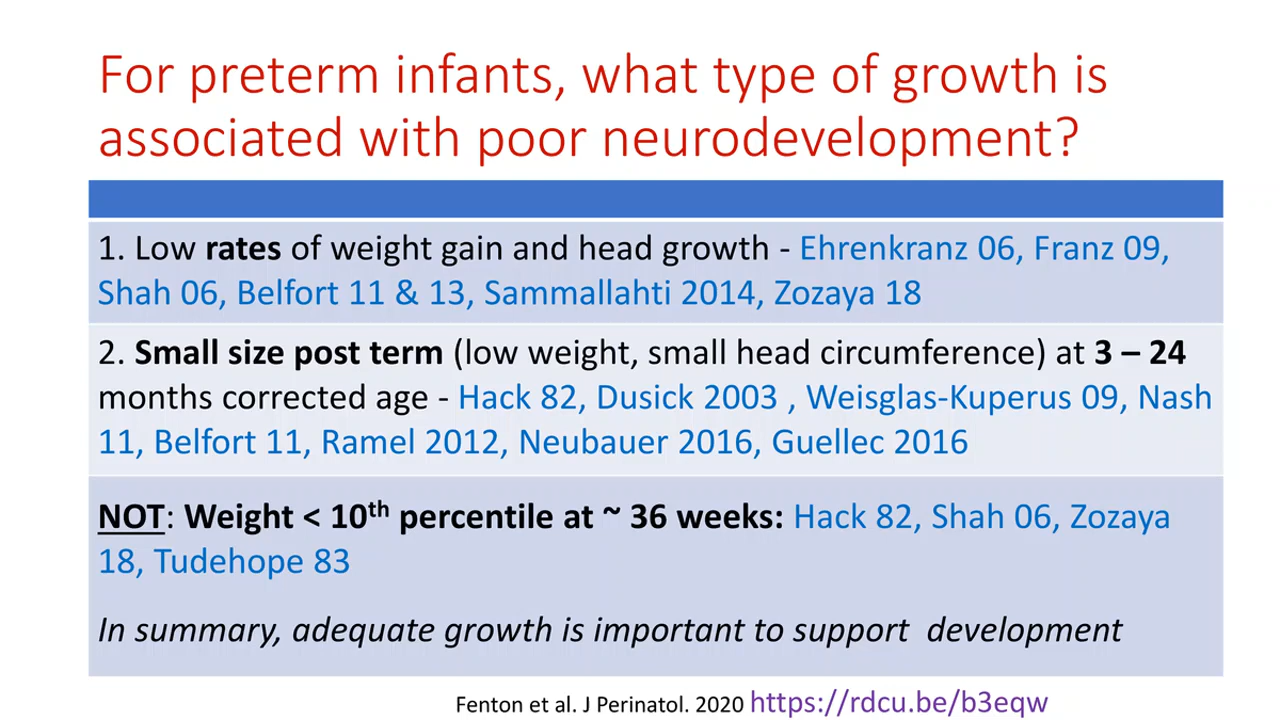 For preterm infants, what type of growth is
associated with poor neurodevelopment?
1. Low rates of weight gain and head growth - Ehrenkranz 06, Franz 09,
Shah 06, Belfort 11 & 13, Sammallahti 2014, Zozaya 18
2. Small size post term (low weight, small head circumference) at 3 – 24
months corrected age - Hack 82, Dusick 2003 , Weisglas-Kuperus 09, Nash
11, Belfort 11, Ramel 2012, Neubauer 2016, Guellec 2016
NOT: Weight < 10th percentile at ~ 36 weeks: Hack 82, Shah 06, Zozaya
18, Tudehope 83
In summary, adequate growth is important to support  development
Fenton et al. J Perinatol. 2020 https://rdcu.be/b3eqw